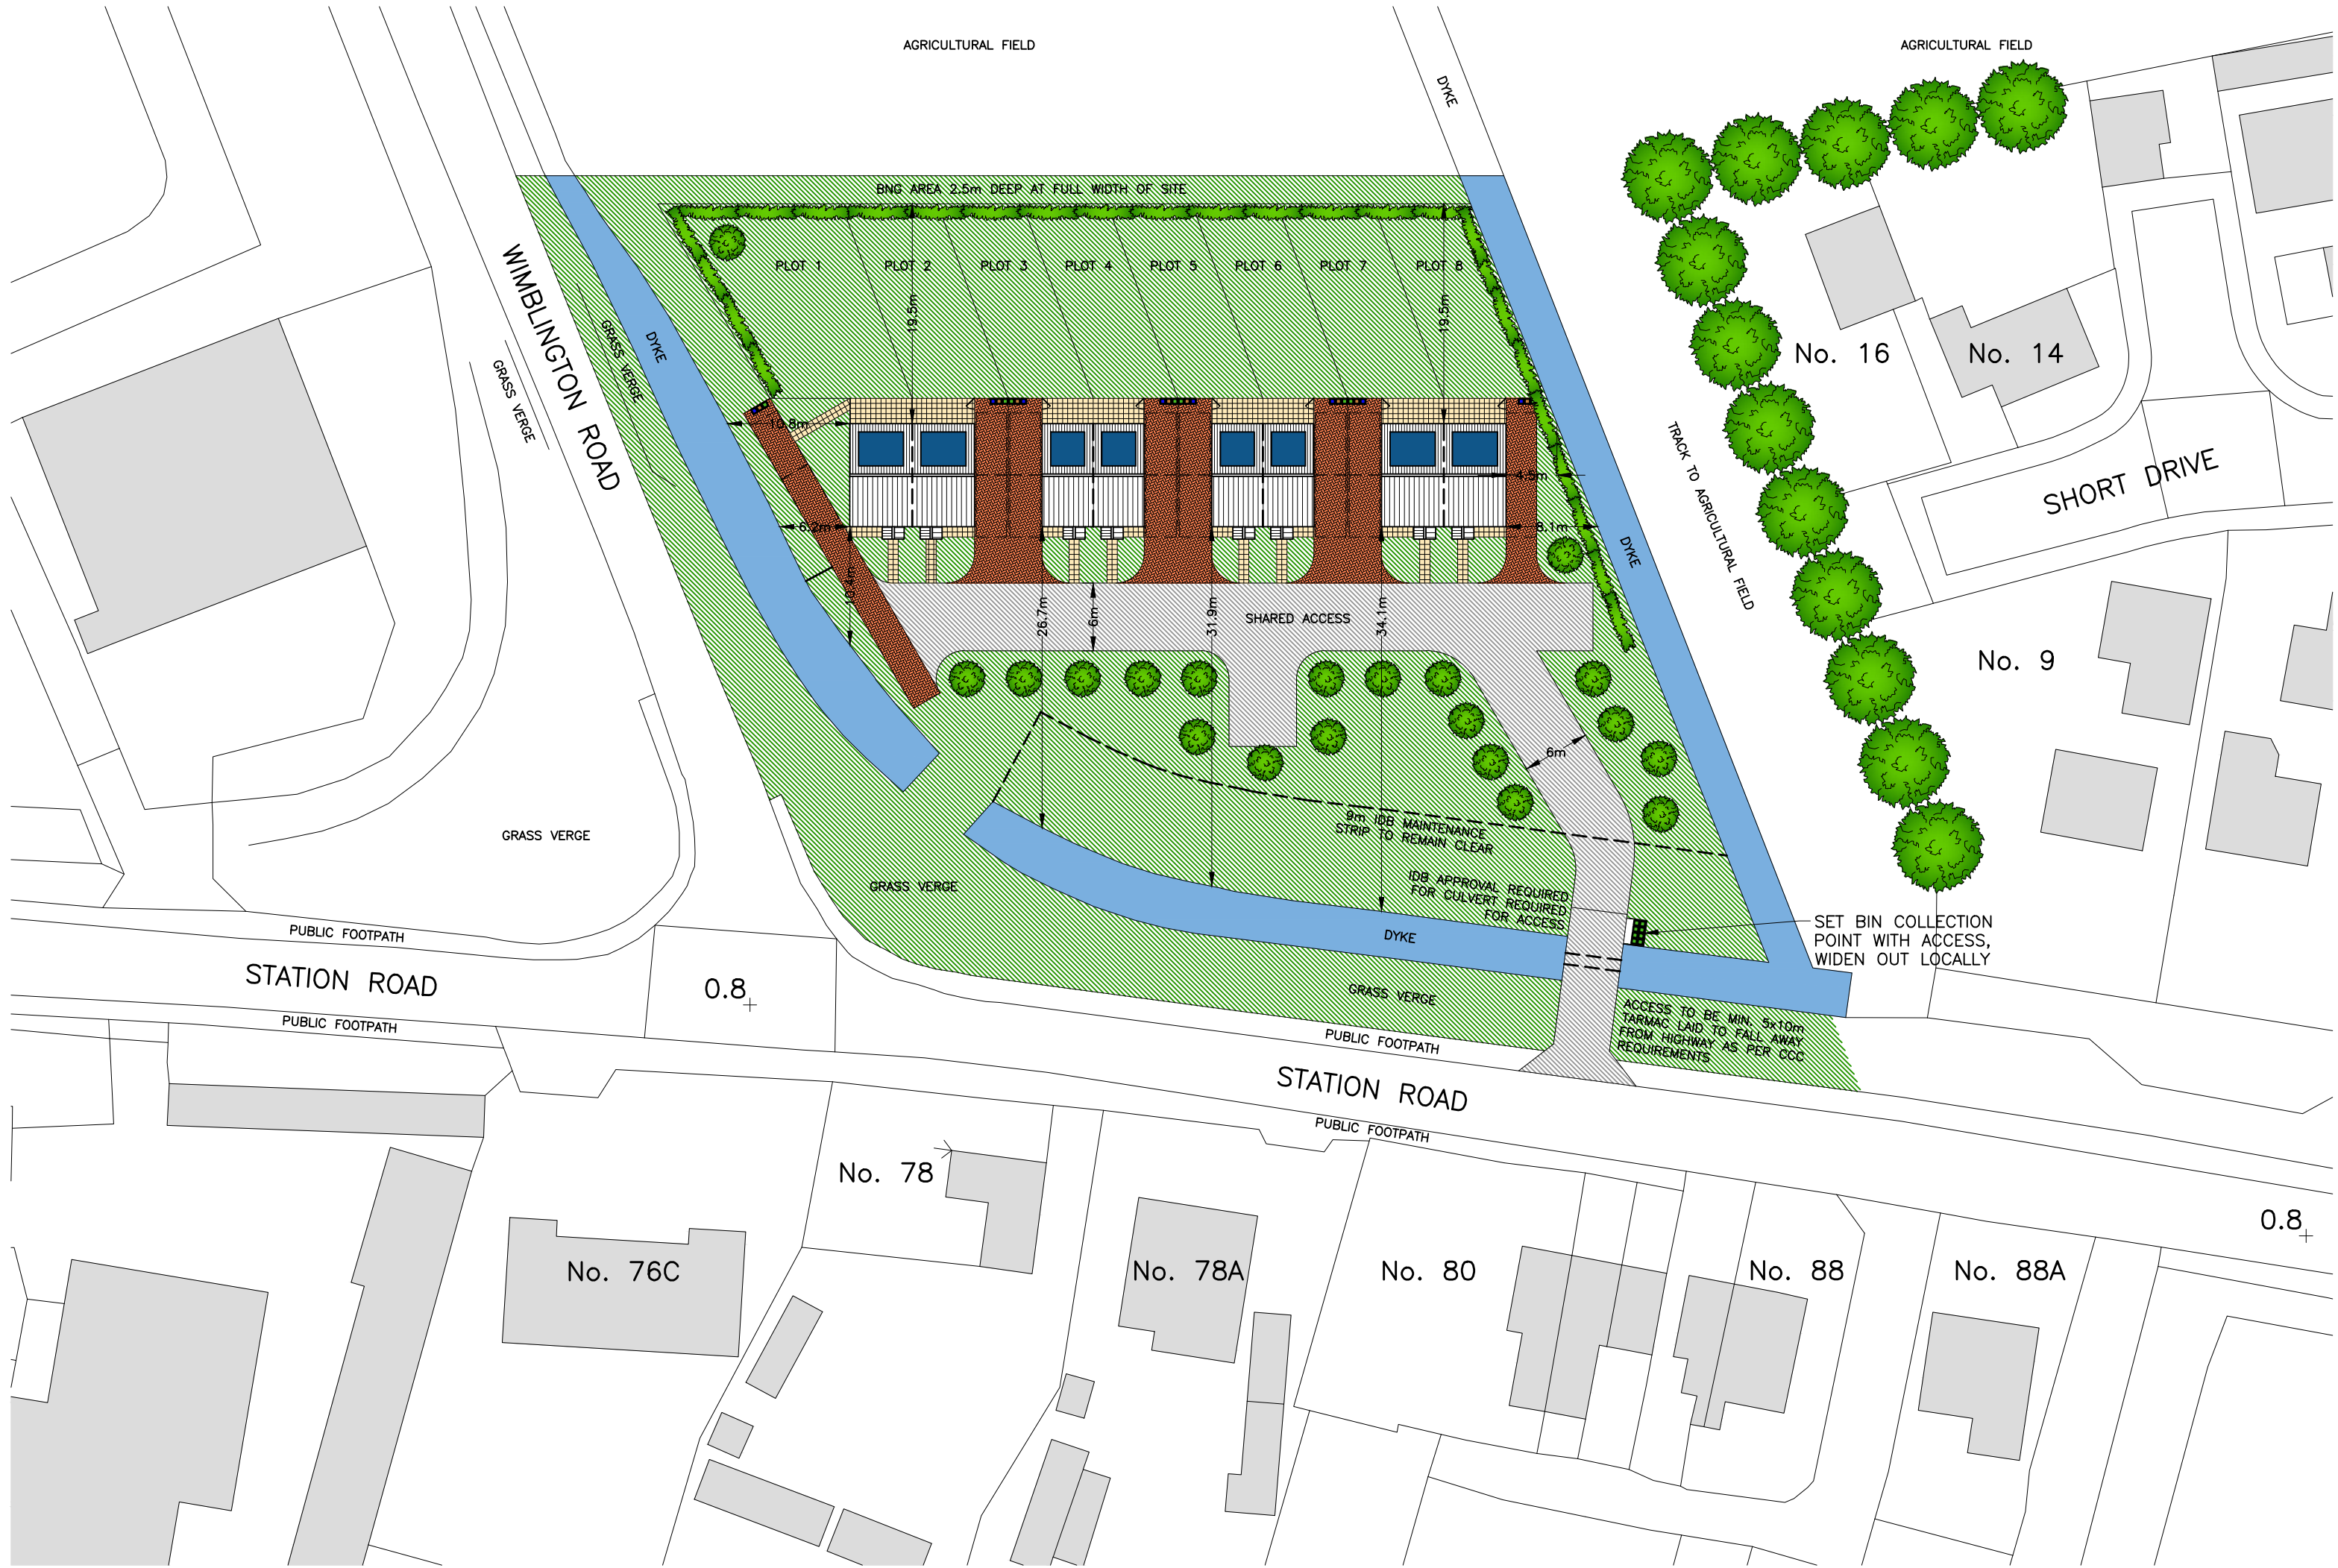 AGRICULTURAL FIELD
AGRICULTURAL FIELD
DYKE
BNG AREA 2.5m DEEP AT FULL WIDTH OF SITE
PLOT 1
PLOT 2
PLOT 3
PLOT 4
PLOT 5
PLOT 6
PLOT 7
PLOT 8
19.5m
19.5m
WIMBLINGTON ROAD
GRASS VERGE
DYKE
GRASS VERGE
No. 16
No. 14
TRACK TO AGRICULTURAL FIELD
SHORT DRIVE
10.8m
4.5m
6.2m
8.1m
DYKE
10.4m
26.7m
6m
31.9m
SHARED ACCESS
34.1m
No. 9
6m
9m IDB MAINTENANCE
STRIP TO REMAIN CLEAR
GRASS VERGE
GRASS VERGE
IDB APPROVAL REQUIRED
FOR CULVERT REQUIRED
FOR ACCESS
DYKE
SET BIN COLLECTION
POINT WITH ACCESS,
WIDEN OUT LOCALLY
PUBLIC FOOTPATH
STATION ROAD
0.8
GRASS VERGE
ACCESS TO BE MIN. 5x10m
TARMAC LAID TO FALL AWAY
FROM HIGHWAY AS PER CCC
REQUIREMENTS
PUBLIC FOOTPATH
PUBLIC FOOTPATH
STATION ROAD
PUBLIC FOOTPATH
No. 78
0.8
No. 76C
No. 78A
No. 80
No. 88
No. 88A